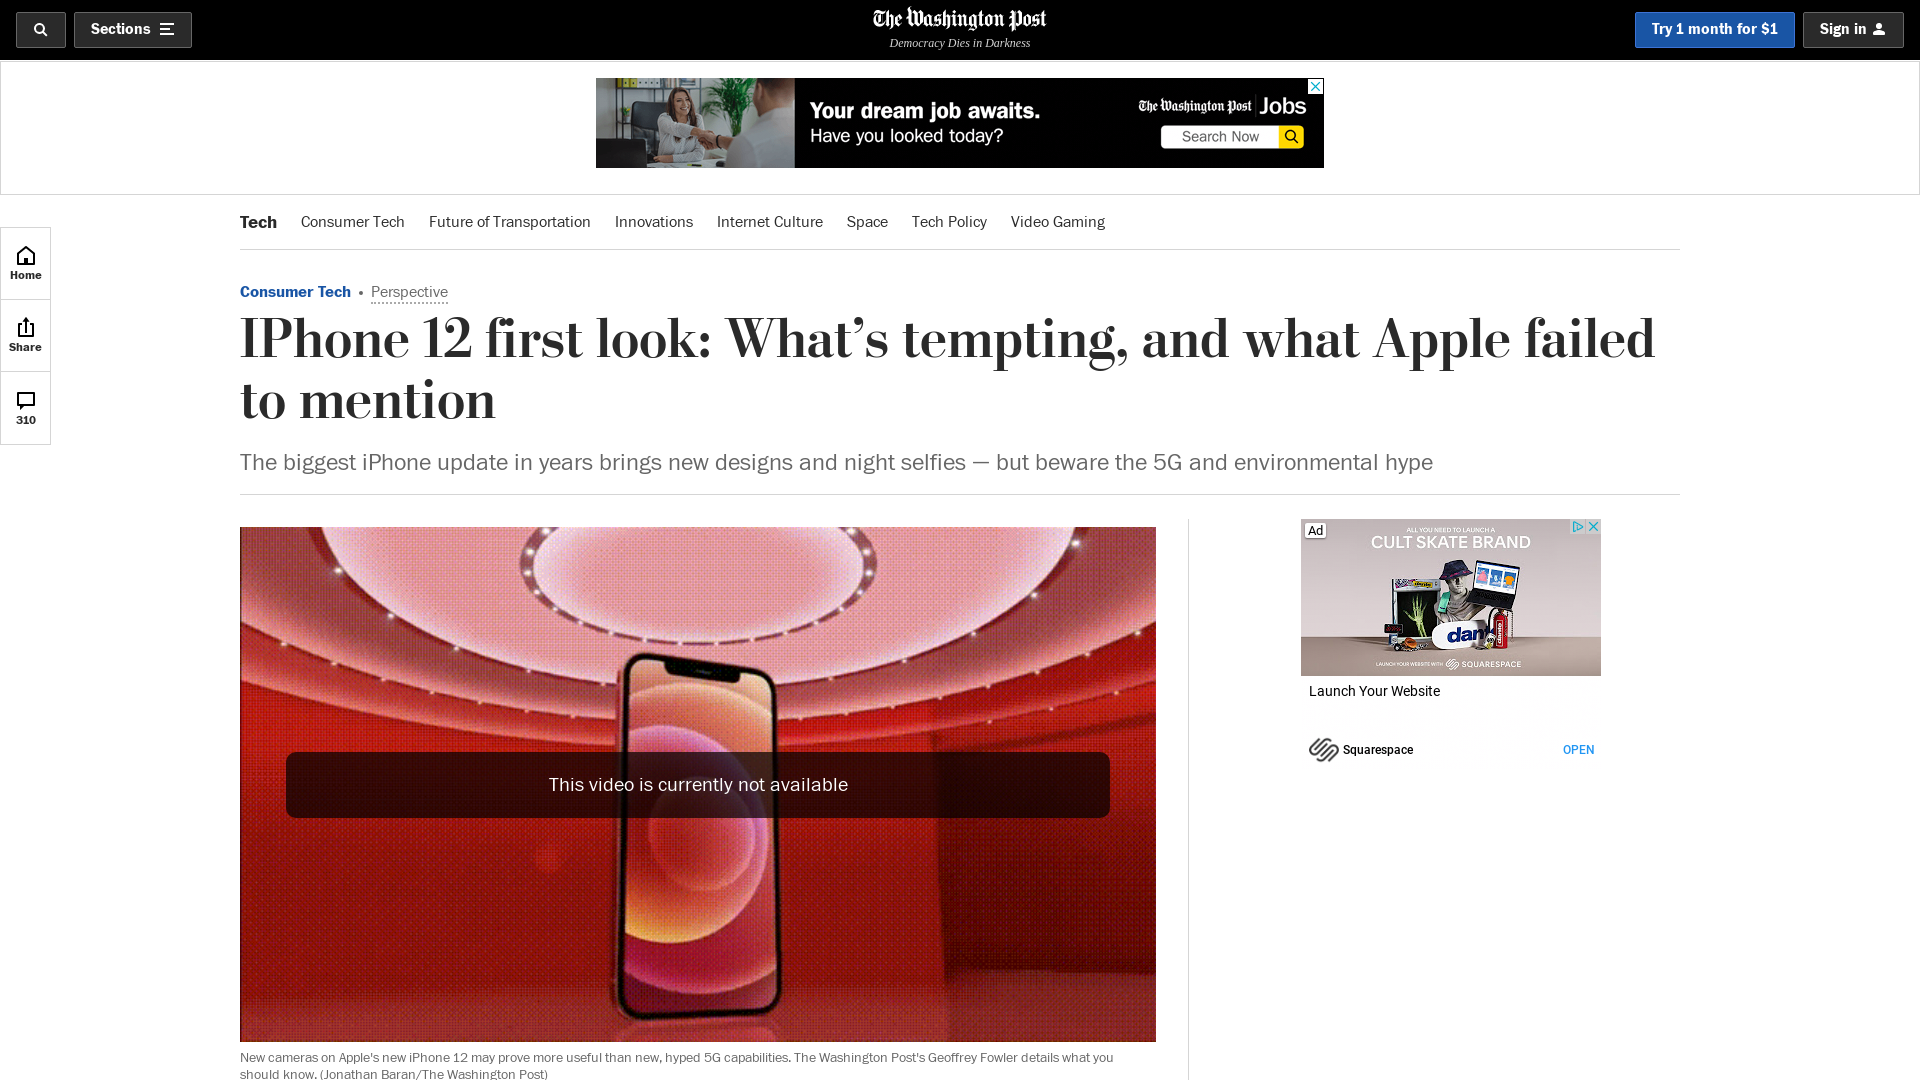 Sections
The Washington Post
Democracy Dies in Darkness
Try 1 month for $1
Sign in
Your dream job awaits.
Have you looked today?
The Washington Post Jobs
Search Now
Tech
Consumer Tech
Future of Transportation
Innovations
Internet Culture
Space
Tech Policy
Video Gaming
Home
Share
310
Consumer Tech • Perspective
IPhone 12 first look: What’s tempting, and what Apple failed
to mention
The biggest iPhone update in years brings new designs and night selfies — but beware the 5G and environmental hype
This video is currently not available
New cameras on Apple's new iPhone 12 may prove more useful than new, hyped 5G capabilities. The Washington Post's Geoffrey Fowler details what you
should know. (Jonathan Baran/The Washington Post)
Ad
ALL YOU NEED TO LAUNCH A
CULT SKATE BRAND
dant
LAUNCH YOUR WEBSITE WITH SQUARESPACE
Launch Your Website
Squarespace
OPEN